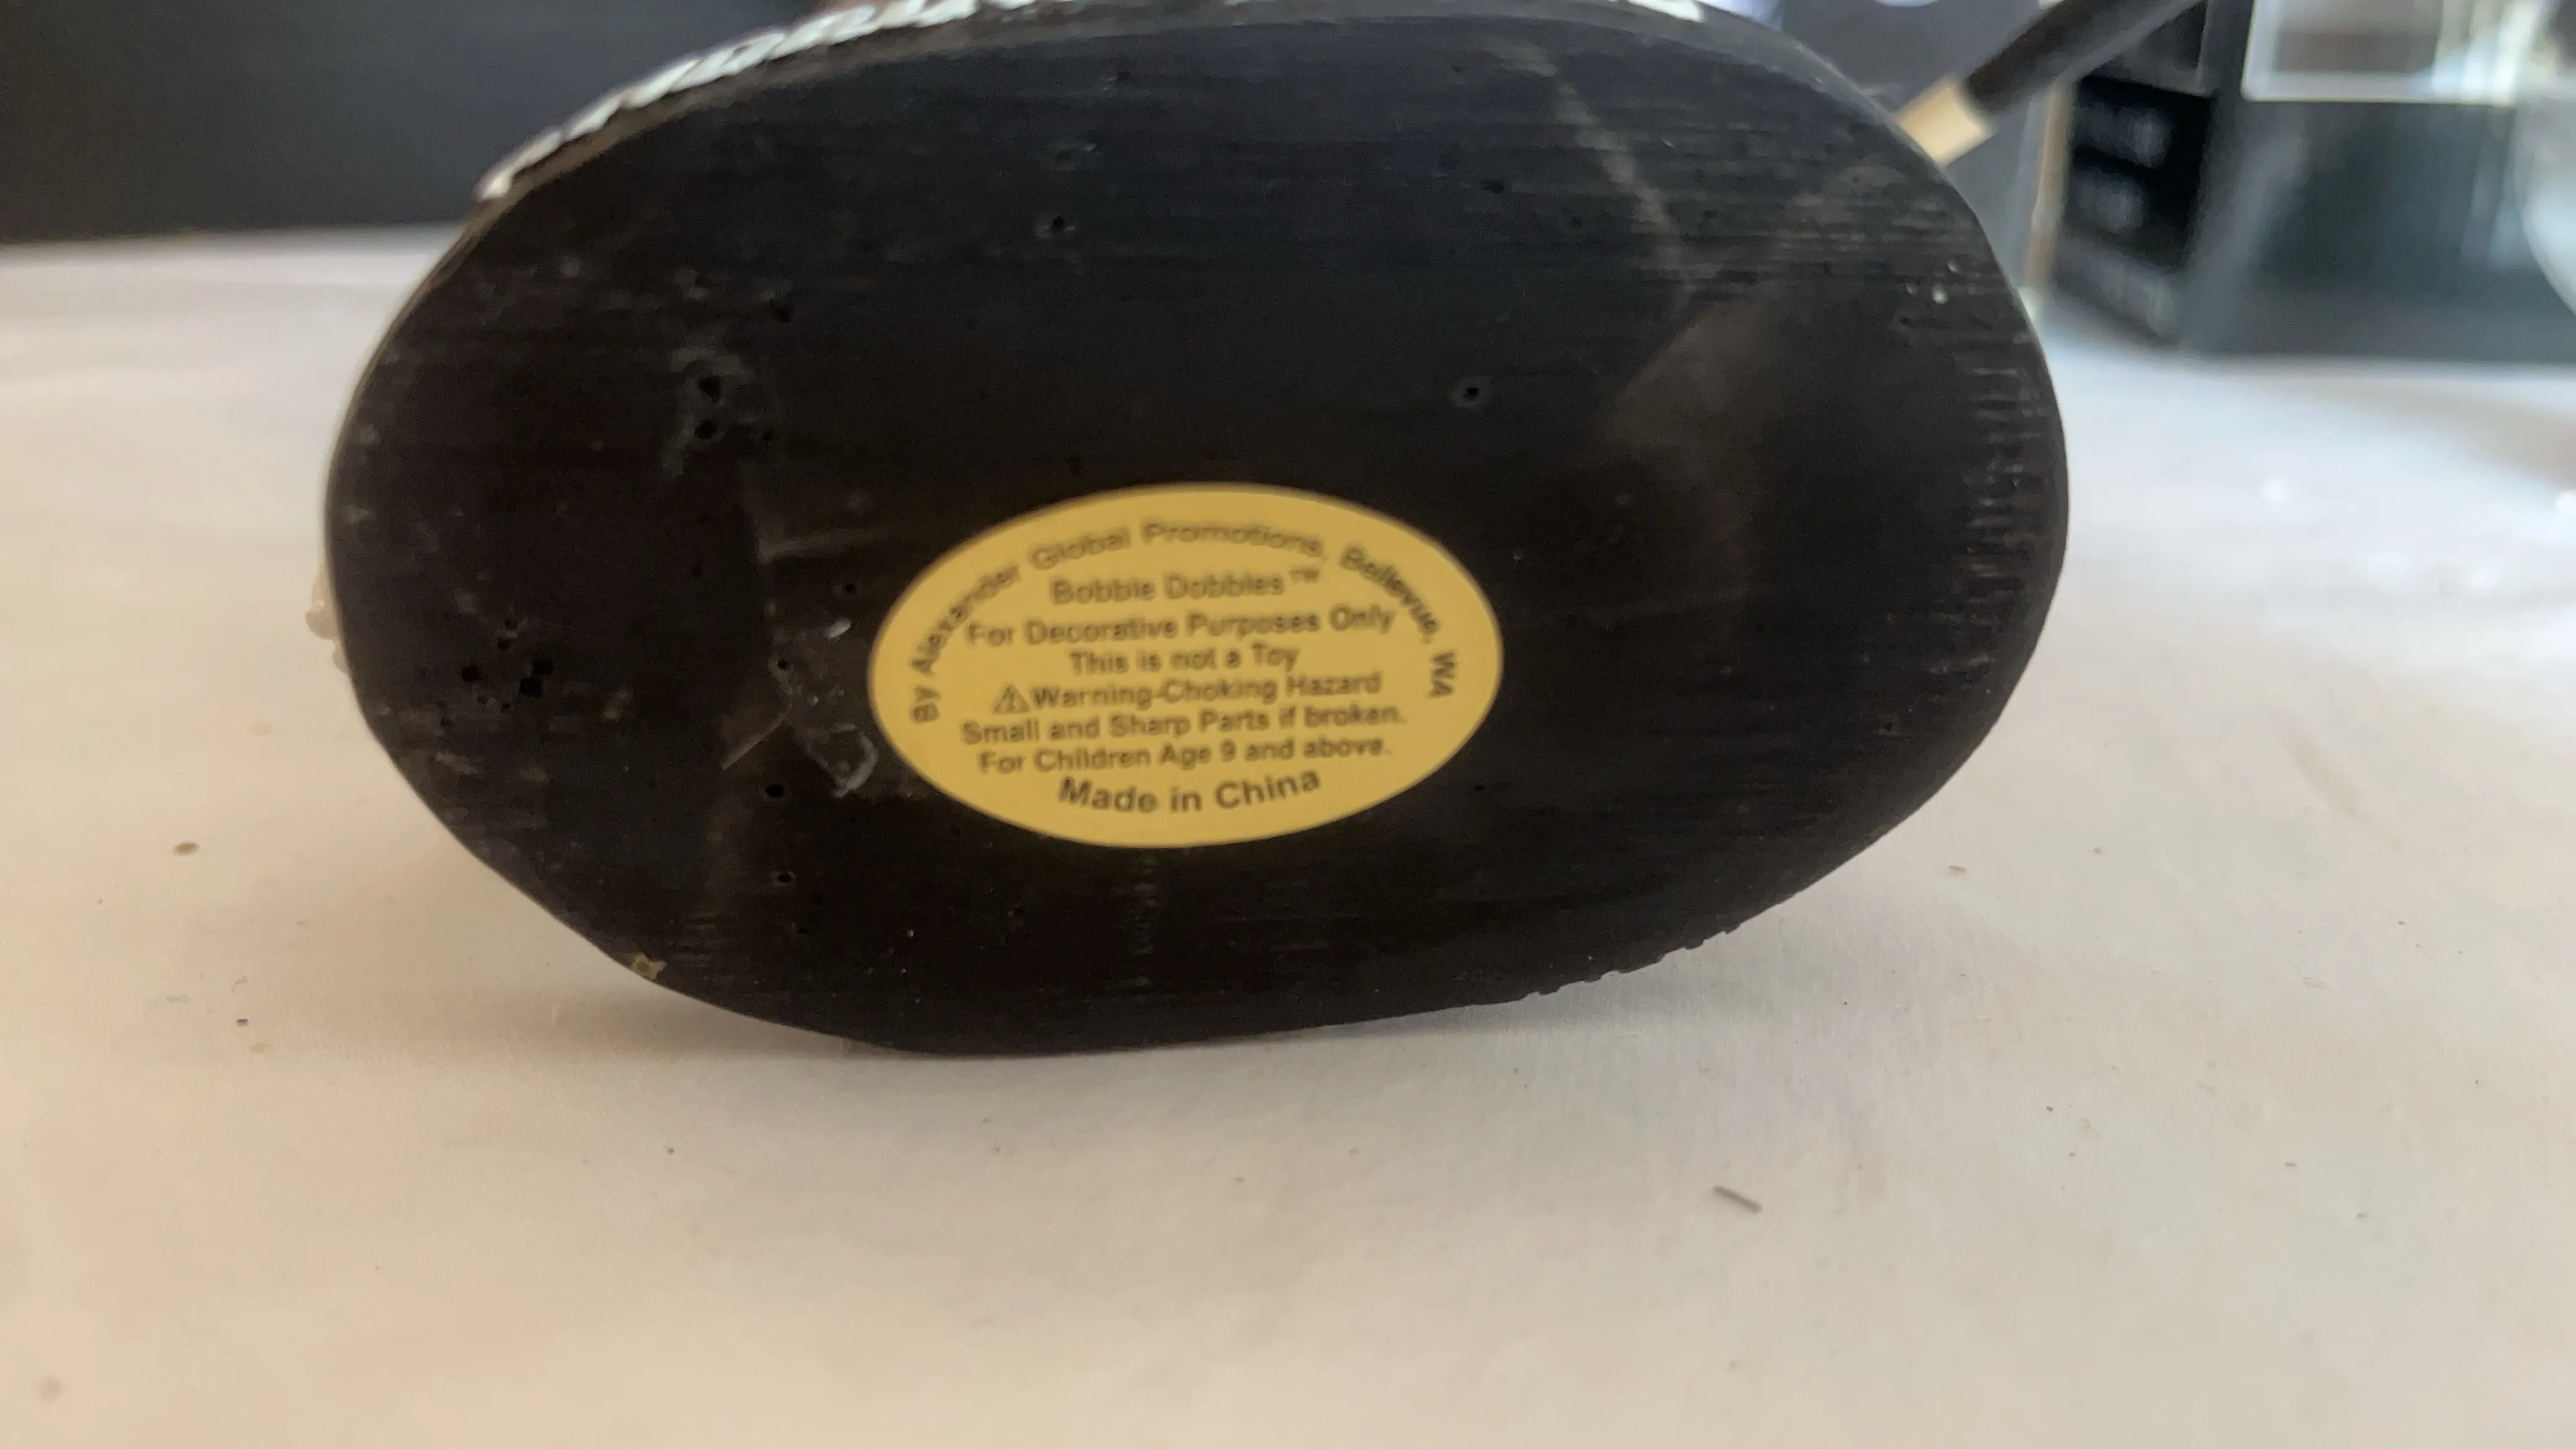 By Alexander Global Promotions, Bellevue, WA
Bobble Dobbles™
For Decorative Purposes Only
This is not a Toy
⚠Warning-Choking Hazard
Small and Sharp Parts if broken.
For Children Age 9 and above.
Made in China